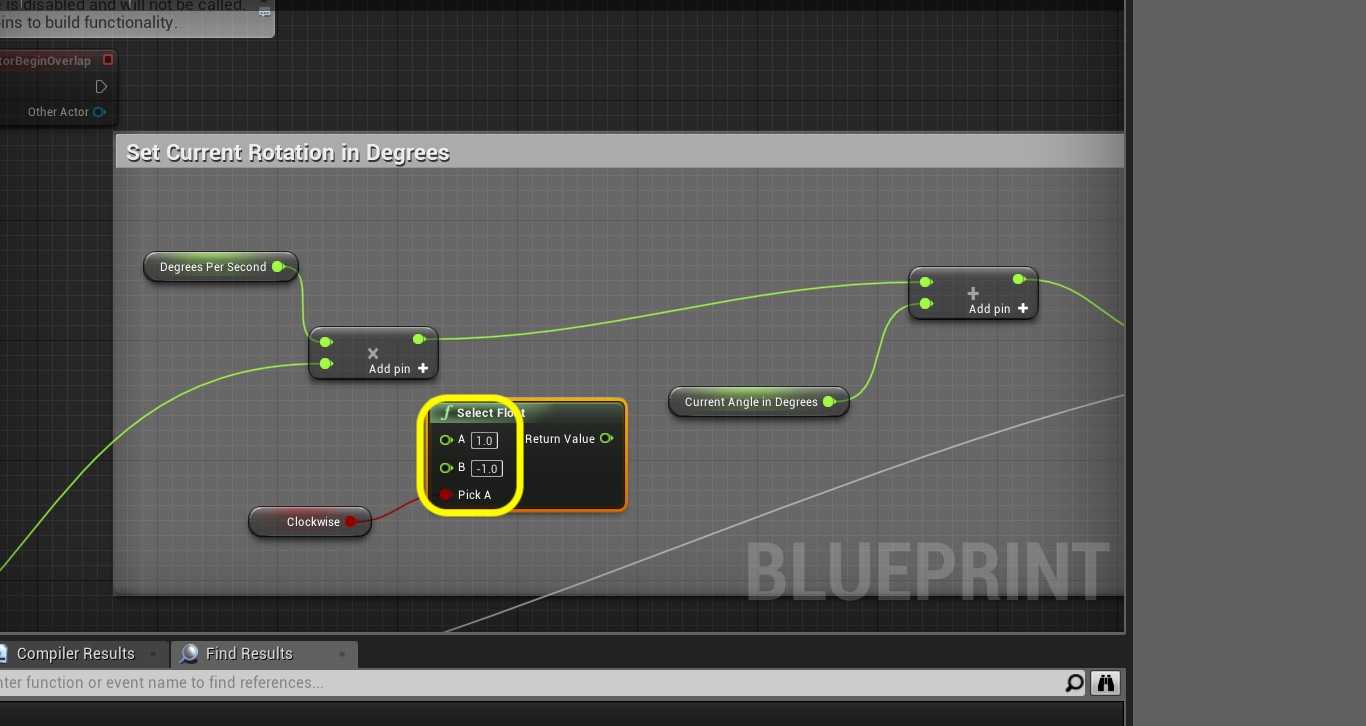 is disabled and will not be called.
ins to build functionality.
torBeginOverlap
Other Actor
Set Current Rotation in Degrees
Degrees Per Second
×
Add pin +
+
Add pin +
Current Angle in Degrees
f Select Float
A 1.0 Return Value
B -1.0
Pick A
Clockwise
BLUEPRINT
Compiler Results
Find Results
nter function or event name to find references...